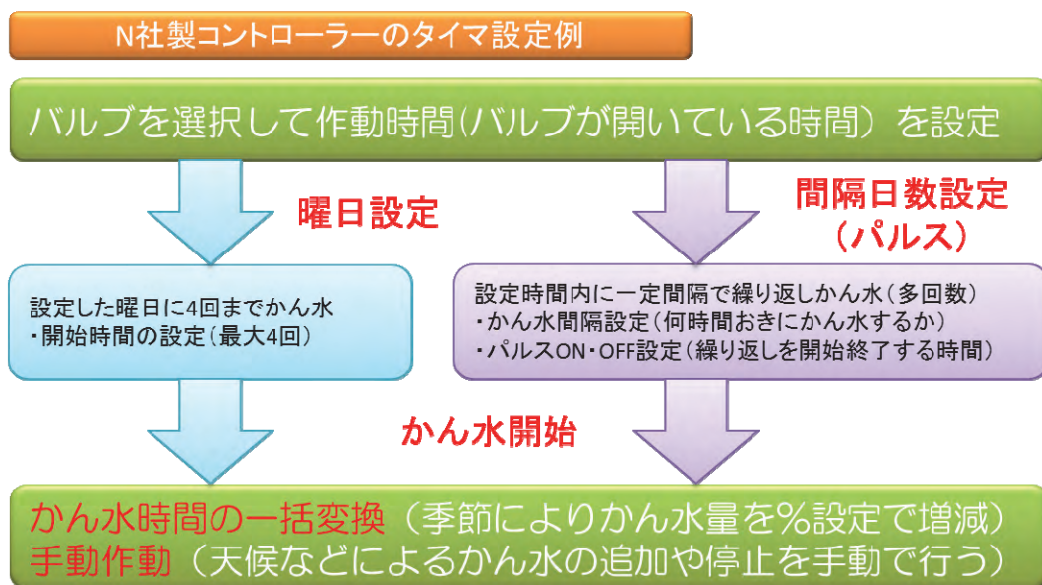 N社製コントローラーのタイマ設定例
バルブを選択して作動時間(バルブが開いている時間）を設定
曜日設定
間隔日数設定
（パルス）
設定した曜日に4回までかん水
・開始時間の設定(最大4回)
設定時間内に一定間隔で繰り返しかん水(多回数)
・かん水間隔設定(何時間おきにかん水するか)
・パルスON・OFF設定(繰り返しを開始終了する時間)
かん水開始
かん水時間の一括変換（季節によりかん水量を%設定で増減）
手動作動（天候などによるかん水の追加や停止を手動で行う）